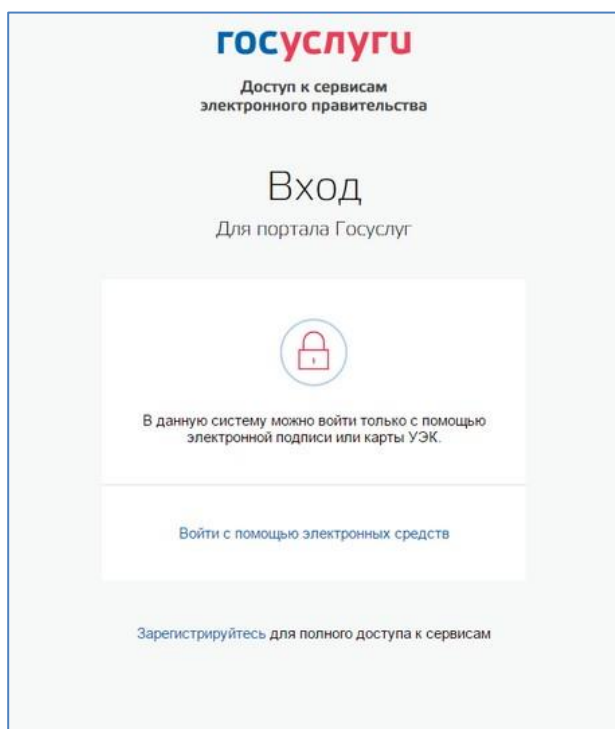 госуслуги
Доступ к сервисам
электронного правительства
Вход
Для портала Госуслуг
В данную систему можно войти только с помощью
электронной подписи или карты УЭК.
Войти с помощью электронных средств
Зарегистрируйтесь для полного доступа к сервисам